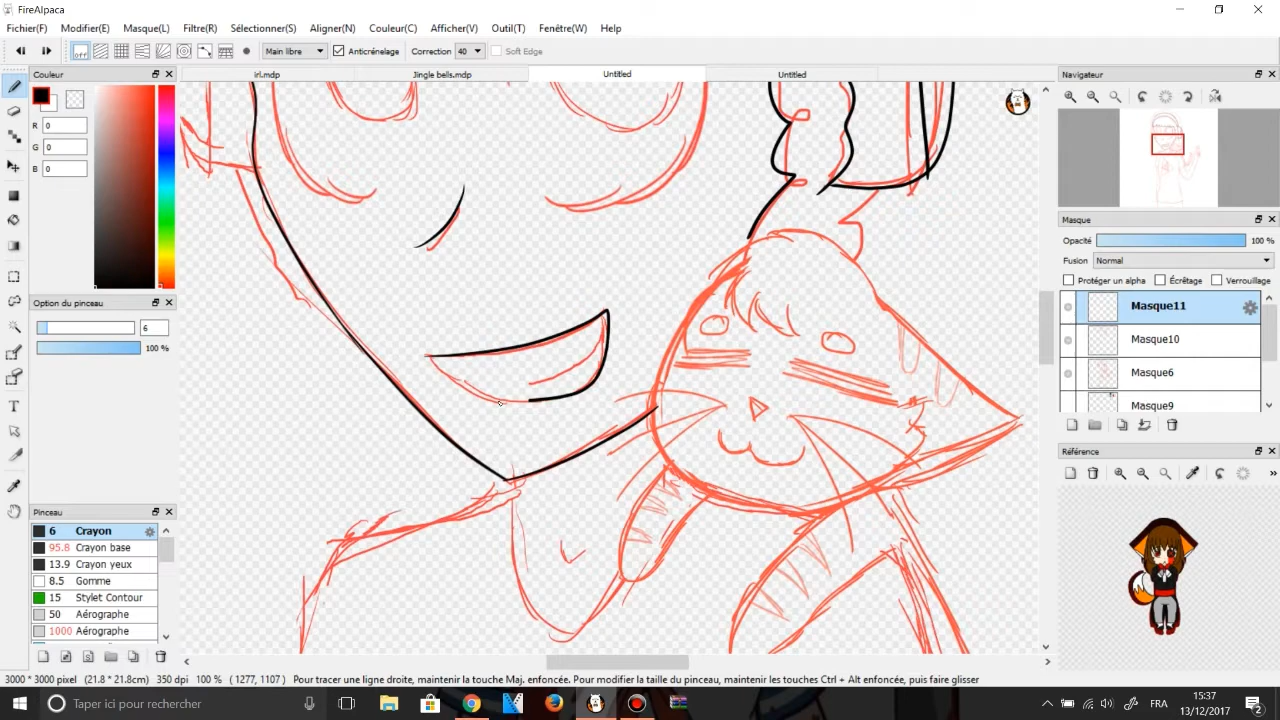 FireAlpaca
Fichier(F) Modifier(E) Masque(L) Filtre(R) Sélectionner(S) Aligner(N) Couleur(C) Afficher(V) Outil(T) Fenêtre(W) Help
off Main libre Anticrénelage Correction 40 Soft Edge
Couleur
irl.mdp Jingle bells.mdp Untitled Untitled
Navigateur
R 0
G 0
B 0
Masque
Opacité 100 %
Fusion Normal
Protéger un alpha Écrêtage Verrouillage
Option du pinceau
Masque11
6
100 %
Masque10
Masque6
Masque9
Référence
Pinceau
6 Crayon
95.8 Crayon base
13.9 Crayon yeux
8.5 Gomme
15 Stylet Contour
50 Aérographe
1000 Aérographe
3000 * 3000 pixel (21.8 * 21.8cm) 350 dpi 100 % ( 1277, 1107 ) Pour tracer une ligne droite, maintenir la touche Maj. enfoncée. Pour modifier la taille du pinceau, maintenir les touches Ctrl + Alt enfoncée, puis faire glisser
Taper ici pour rechercher
FRA
15:37
13/12/2017
2